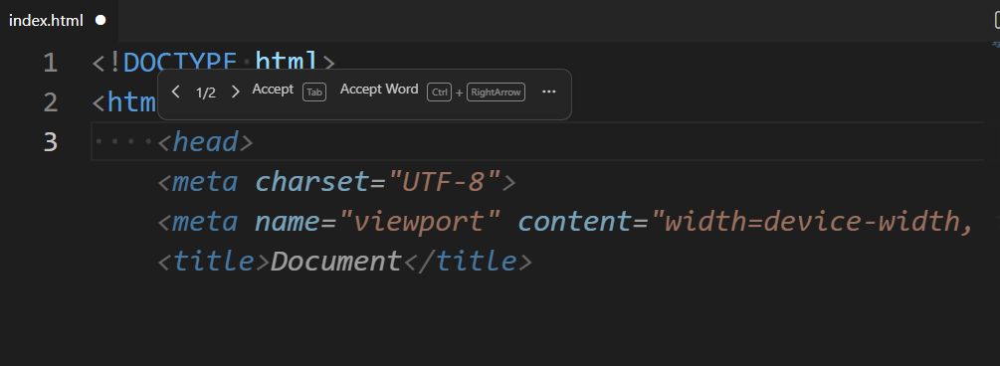 index.html
1 <!DOCTYPE html>
1/2 Accept Tab Accept Word Ctrl + RightArrow ...
2 <htm
3 <head>
<meta charset="UTF-8">
<meta name="viewport" content="width=device-width,
<title>Document</title>